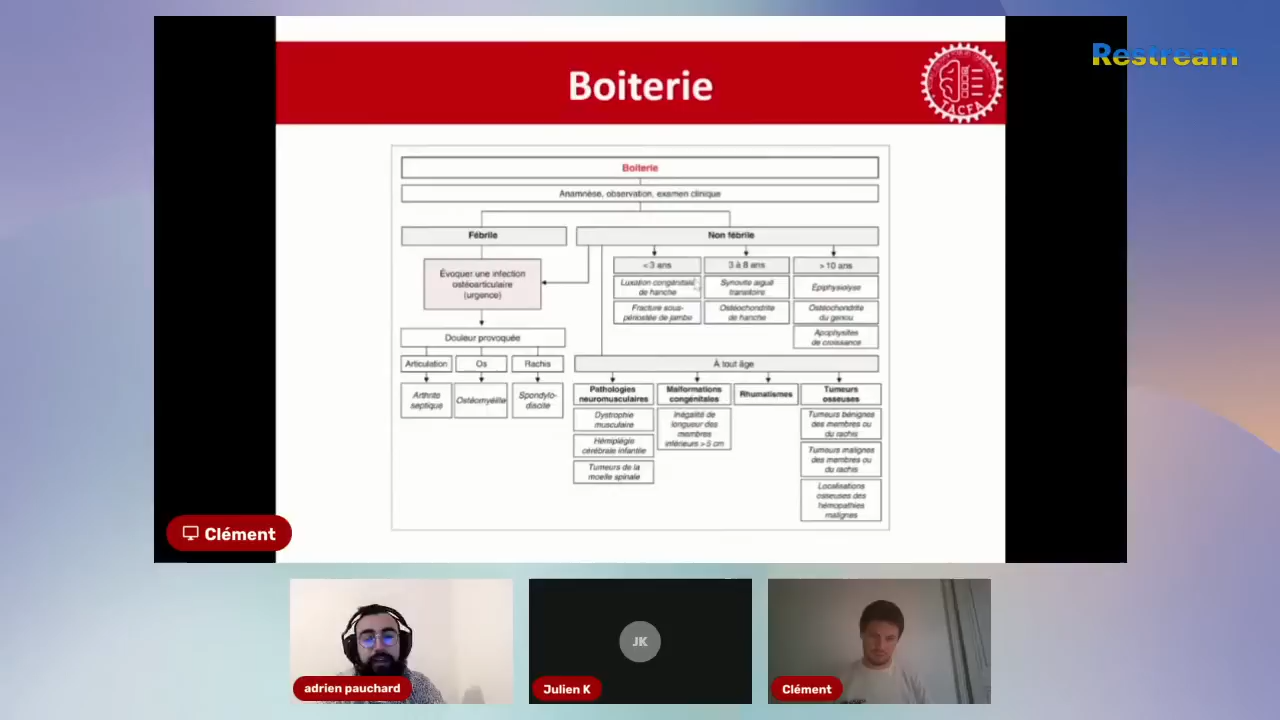 Restream
Boiterie
TACFA
Boiterie
Anamnèse, observation, examen clinique
Fébrile
Non fébrile
Évoquer une infection
ostéoarticulaire
(urgence)
< 3 ans
3 à 8 ans
> 10 ans
Luxation congénitale
de hanche
Synovite aiguë
transitoire
Épiphysiolyse
Fracture sous-
périostée de jambe
Ostéochondrite
de hanche
Ostéochondrite
du genou
Apophysites
de croissance
Douleur provoquée
Articulation
Os
Rachis
À tout âge
Arthrite
septique
Ostéomyélite
Spondylo-
discite
Pathologies
neuromusculaires
Malformations
congénitales
Rhumatismes
Tumeurs
osseuses
Dystrophie
musculaire
Inégalité de
longueur des
membres
inférieurs > 5 cm
Tumeurs bénignes
des membres ou
du rachis
Hémiplégie
cérébrale infantile
Tumeurs malignes
des membres ou
du rachis
Tumeurs de la
moelle spinale
Localisations
osseuses des
hémopathies
malignes
Clément
JK
adrien pauchard
Julien K
Clément